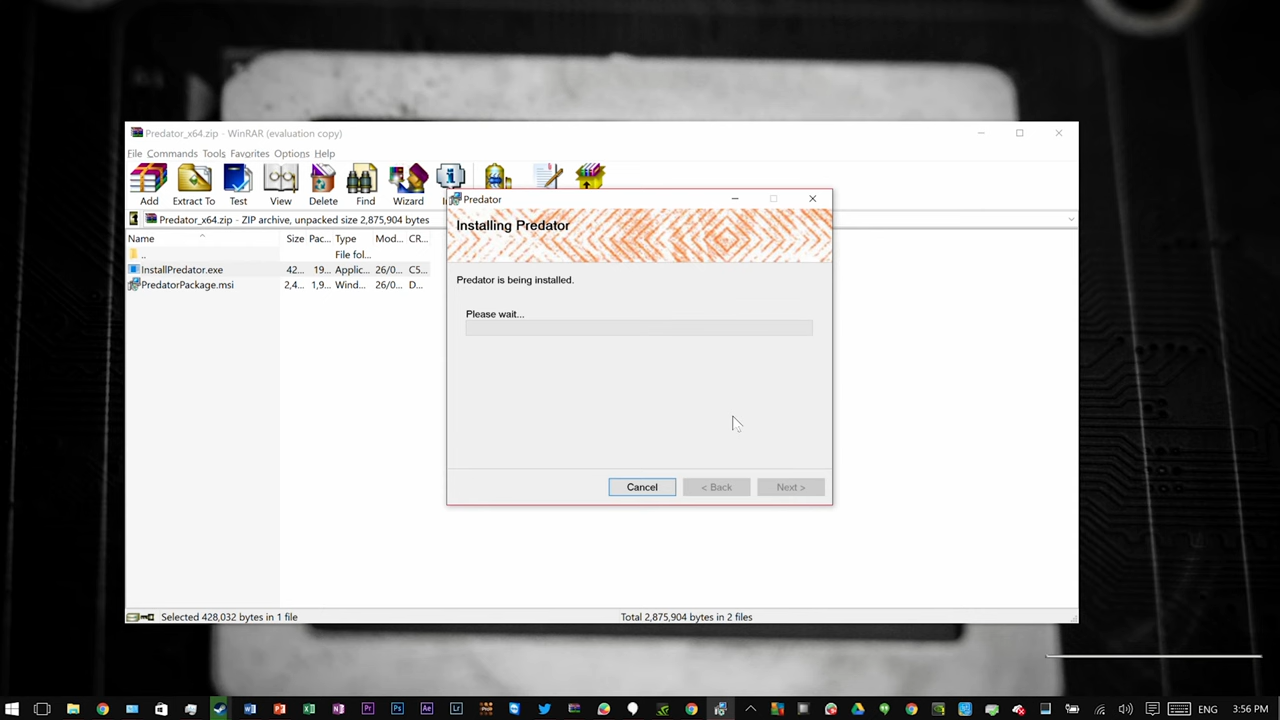 Predator_x64.zip - WinRAR (evaluation copy)
File Commands Tools Favorites Options Help
Add Extract To Test View Delete Find Wizard
Predator_x64.zip - ZIP archive, unpacked size 2,875,904 bytes
Name Size Pac... Type Mod... CR...
.. File fol...
InstallPredator.exe 42... 19... Applic... 26/0... C5...
PredatorPackage.msi 2,4... 1,9... Wind... 26/0... D...
Predator
Installing Predator
Predator is being installed.
Please wait...
Cancel < Back Next >
Selected 428,032 bytes in 1 file Total 2,875,904 bytes in 2 files
ENG 3:56 PM